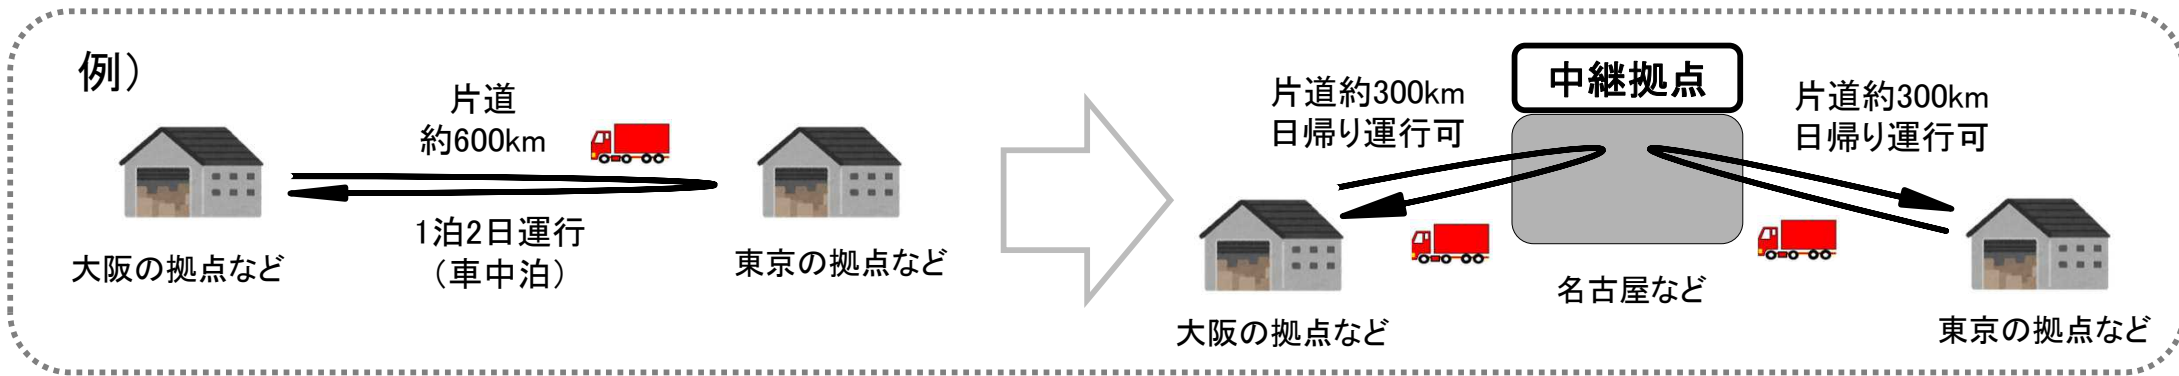 例）
片道
約600km
1泊2日運行
（車中泊）
大阪の拠点など
東京の拠点など
片道約300km
日帰り運行可
中継拠点
片道約300km
日帰り運行可
名古屋など
大阪の拠点など
東京の拠点など